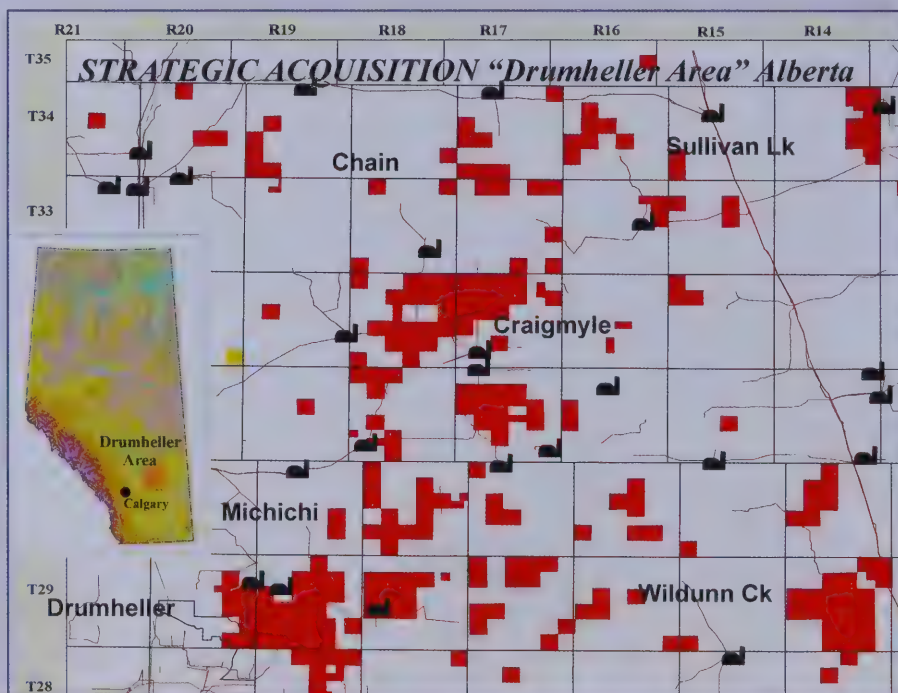 R21 R20 R19 R18 R17 R16 R15 R14
T35
STRATEGIC ACQUISITION “Drumheller Area” Alberta
T34
Sullivan Lk
Chain
T33
Craigmyle
Drumheller
Area
Calgary
Michichi
T29
Wildunn Ck
Drumheller
T28